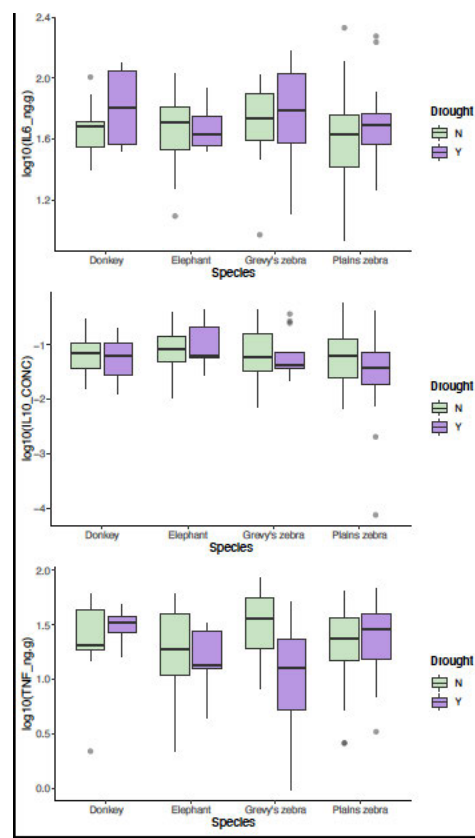 2.4
2.0
1.6
1.2
log10(IL6_ng.g)
Donkey Elephant Grevy's zebra Plains zebra
Species
Drought
N
Y
-1
-2
-3
-4
log10(IL10_CONC)
Donkey Elephant Grevy's zebra Plains zebra
Species
Drought
N
Y
2.0
1.5
1.0
0.5
0.0
log10(TNF_ng.g)
Donkey Elephant Grevy's zebra Plains zebra
Species
Drought
N
Y